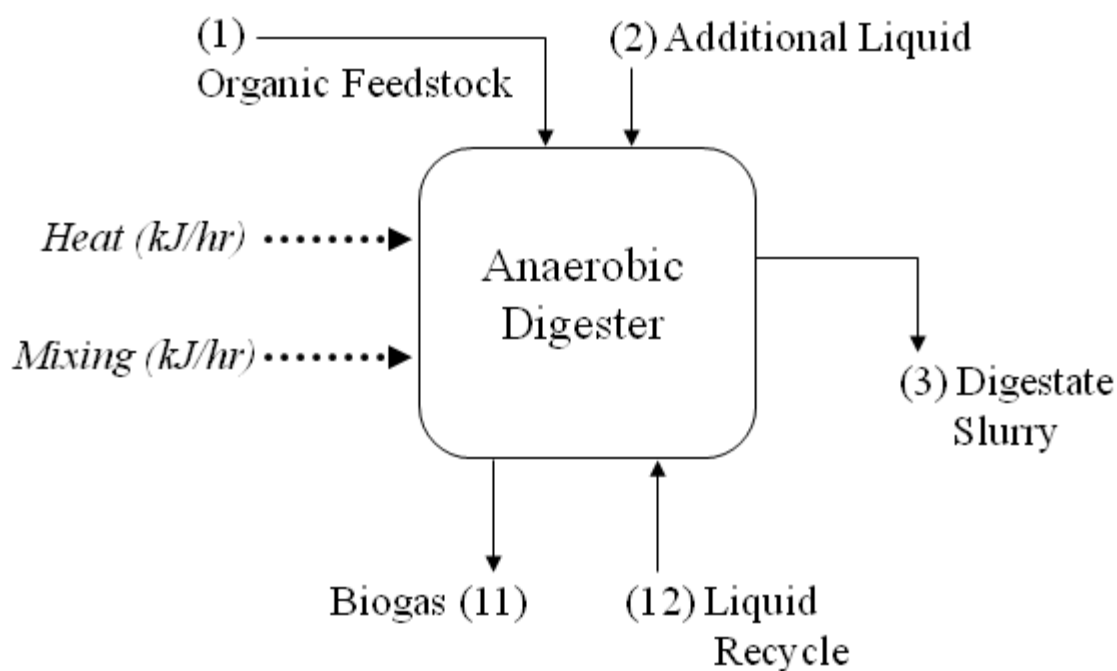 (1)
Organic Feedstock
(2) Additional Liquid
Heat (kJ/hr)
Mixing (kJ/hr)
Anaerobic
Digester
(3) Digestate
Slurry
Biogas (11)
(12) Liquid
Recycle